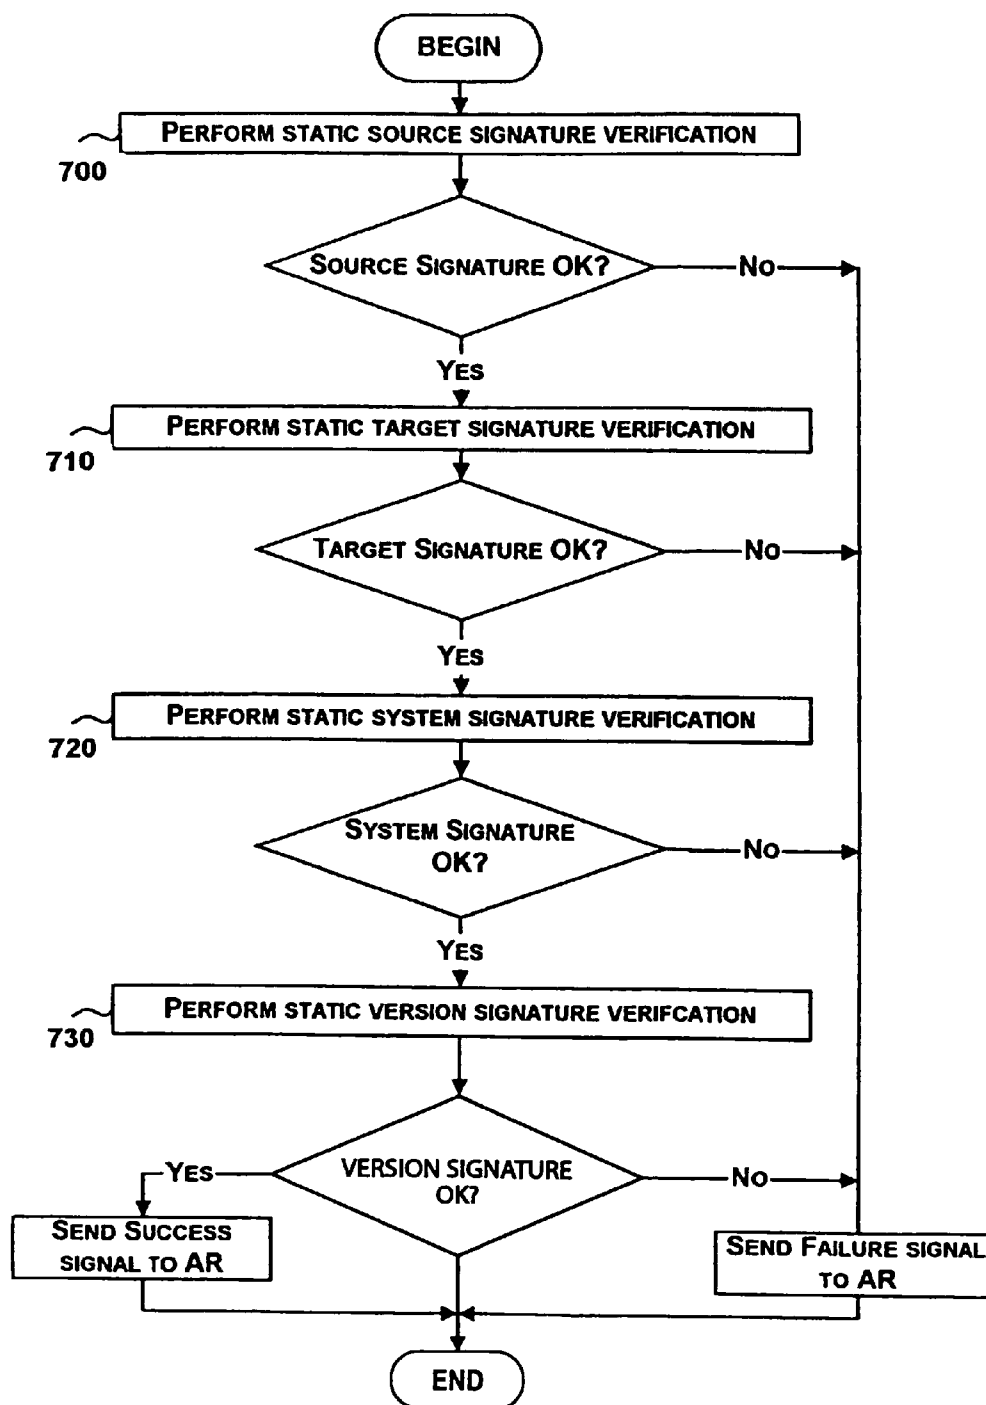 BEGIN
PERFORM STATIC SOURCE SIGNATURE VERIFICATION
700
SOURCE SIGNATURE OK?
NO
YES
PERFORM STATIC TARGET SIGNATURE VERIFICATION
710
TARGET SIGNATURE OK?
NO
YES
PERFORM STATIC SYSTEM SIGNATURE VERIFICATION
720
SYSTEM SIGNATURE
OK?
NO
YES
PERFORM STATIC VERSION SIGNATURE VERIFCATION
730
VERSION SIGNATURE
OK?
YES
NO
SEND SUCCESS
SIGNAL TO AR
SEND FAILURE SIGNAL
TO AR
END